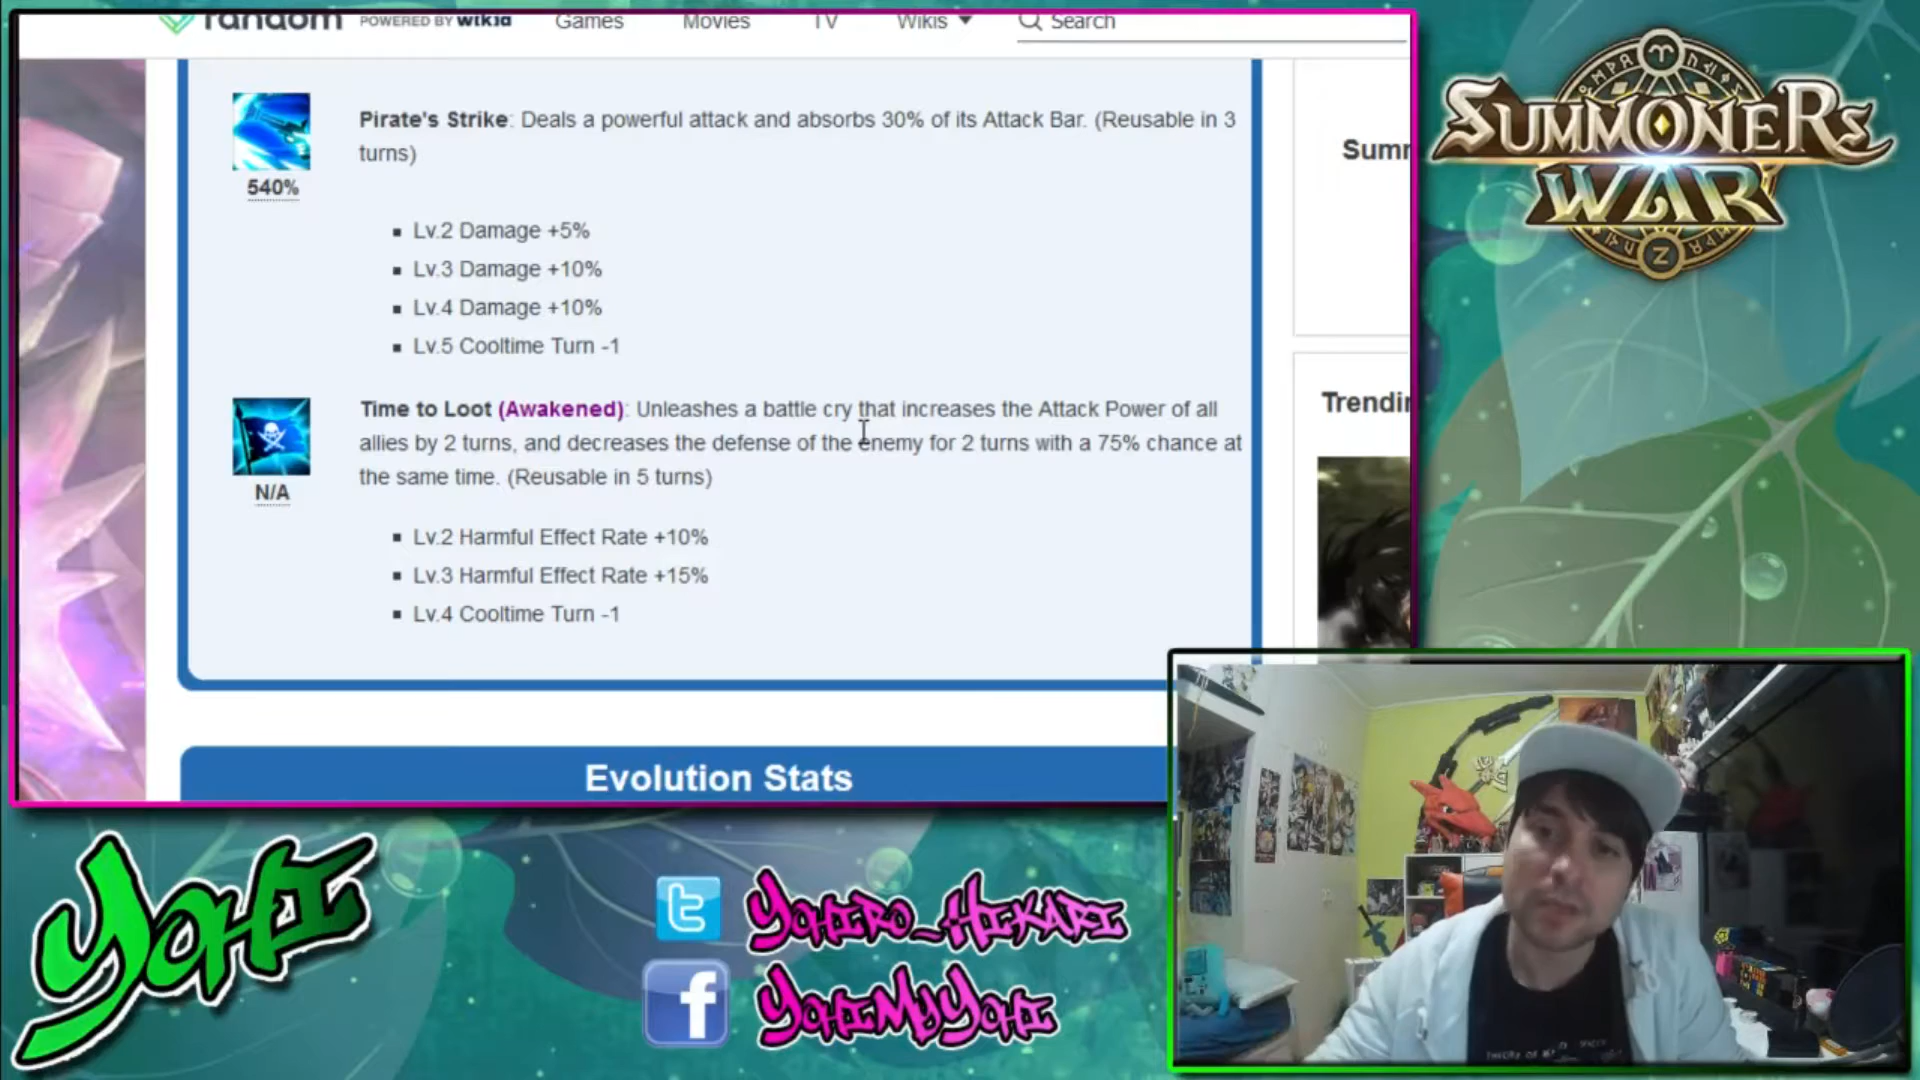 Fandom POWERED BY wikia Games Movies TV Wikis Search
Pirate's Strike: Deals a powerful attack and absorbs 30% of its Attack Bar. (Reusable in 3
turns)
540%
Lv.2 Damage +5%
Lv.3 Damage +10%
Lv.4 Damage +10%
Lv.5 Cooltime Turn -1
Time to Loot (Awakened): Unleashes a battle cry that increases the Attack Power of all
allies by 2 turns, and decreases the defense of the enemy for 2 turns with a 75% chance at
the same time. (Reusable in 5 turns)
N/A
Lv.2 Harmful Effect Rate +10%
Lv.3 Harmful Effect Rate +15%
Lv.4 Cooltime Turn -1
Evolution Stats
Summ
Trendin
SUMMONERS
WAR
YOHI
YOHIRO_HIKARI
YOHIMUYOHI